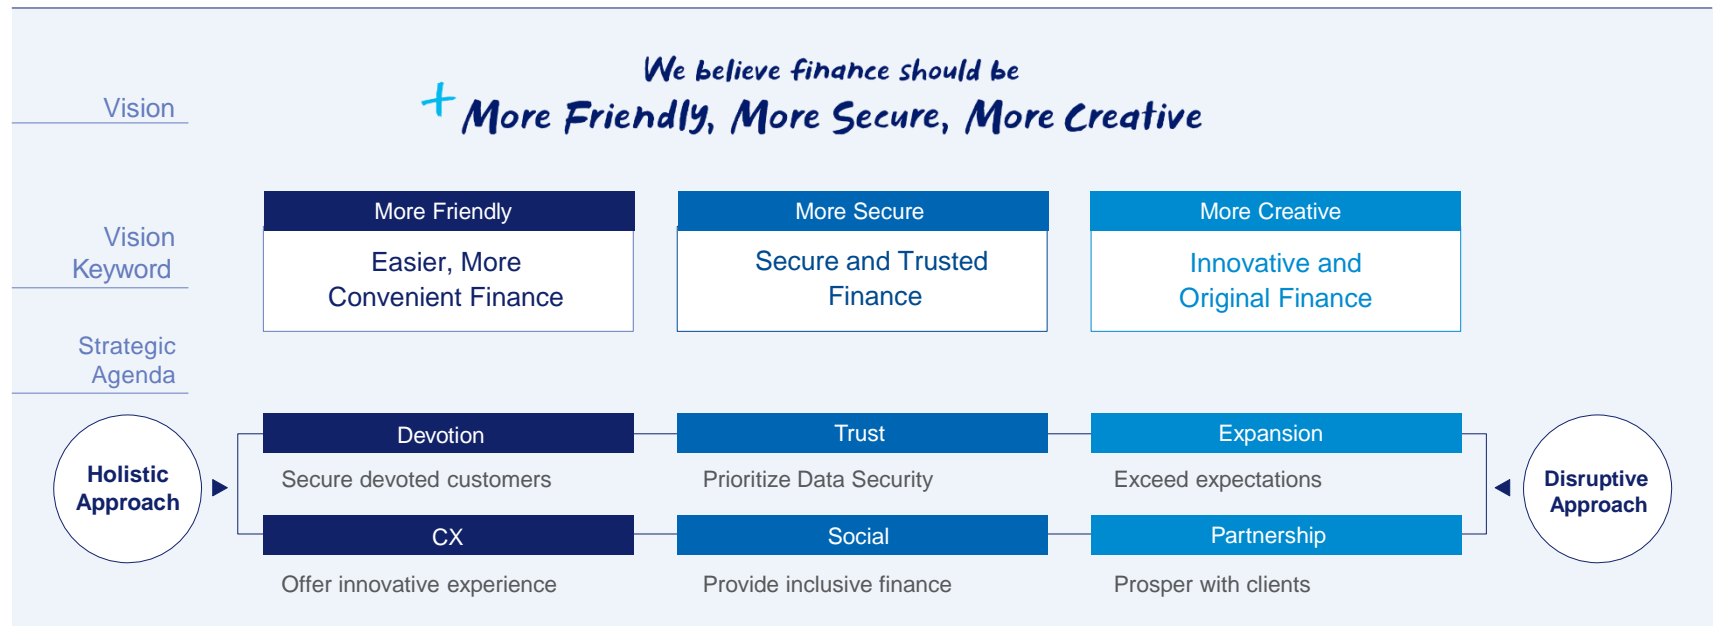 We believe finance should be
Vision
+ More Friendly, More Secure, More Creative
Vision
Keyword
More Friendly
Easier, More
Convenient Finance
More Secure
Secure and Trusted
Finance
More Creative
Innovative and
Original Finance
Strategic
Agenda
Holistic
Approach
Devotion
Secure devoted customers
Trust
Prioritize Data Security
Expansion
Exceed expectations
CX
Offer innovative experience
Social
Provide inclusive finance
Partnership
Prosper with clients
Disruptive
Approach